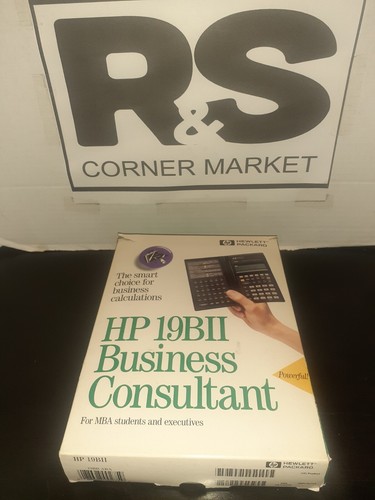 R&S
CORNER MARKET
HEWLETT
PACKARD
The smart
choice for
business
calculations
HP 19BII
Business
Consultant
Powerful!
For MBA students and executives
HP 19BII
HEWLETT
PACKARD